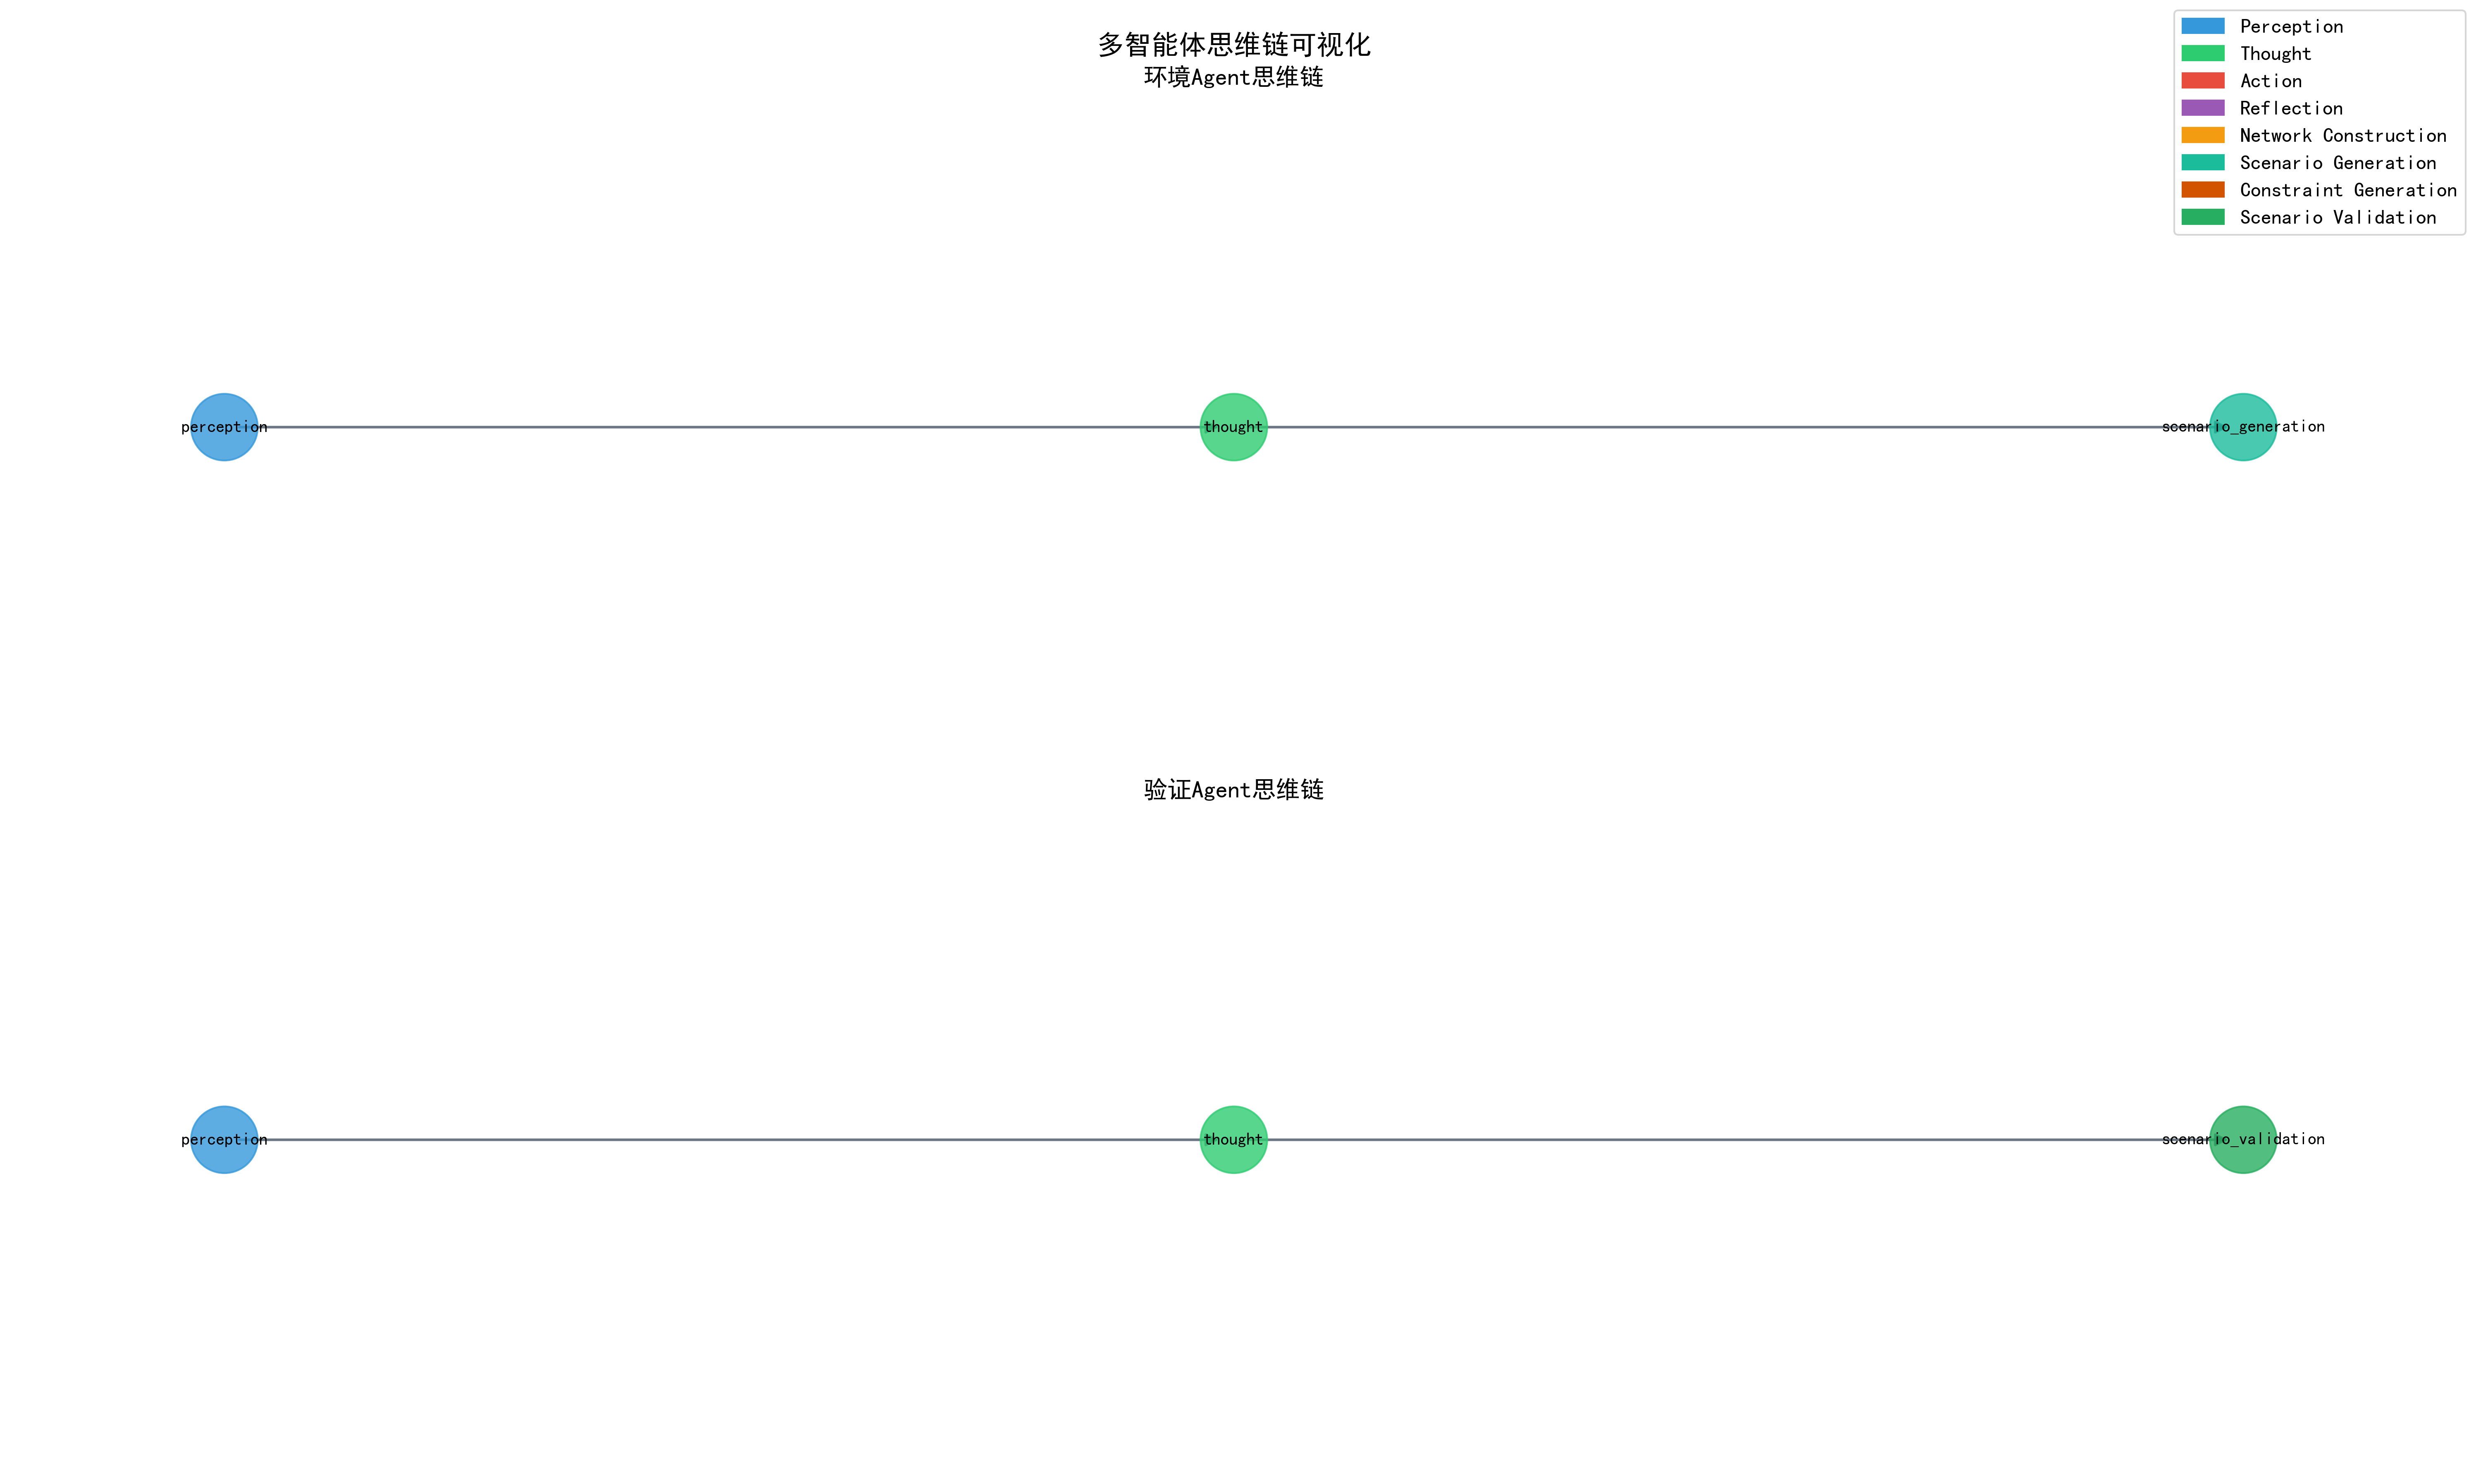 多智能体思维链可视化
环境Agent思维链
Perception
Thought
Action
Reflection
Network Construction
Scenario Generation
Constraint Generation
Scenario Validation
perception
thought
scenario_generation
验证Agent思维链
perception
thought
scenario_validation